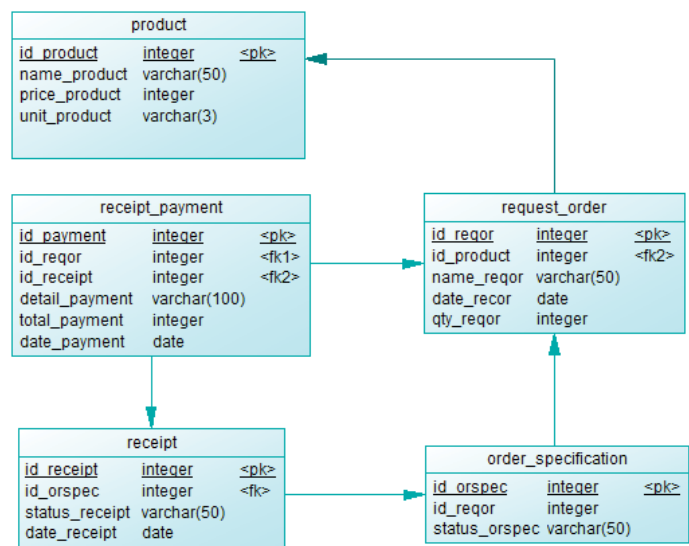 product
id_product integer <pk>
name_product varchar(50)
price_product integer
unit_product varchar(3)
receipt_payment
id_payment integer <pk>
id_reqor integer <fk1>
id_receipt integer <fk2>
detail_payment varchar(100)
total_payment integer
date_payment date
request_order
id_reqor integer <pk>
id_product integer <fk2>
name_reqor varchar(50)
date_recor date
qty_reqor integer
receipt
id_receipt integer <pk>
id_orspec integer <fk>
status_receipt varchar(50)
date_receipt date
order_specification
id_orspec integer <pk>
id_reqor integer
status_orspec varchar(50)